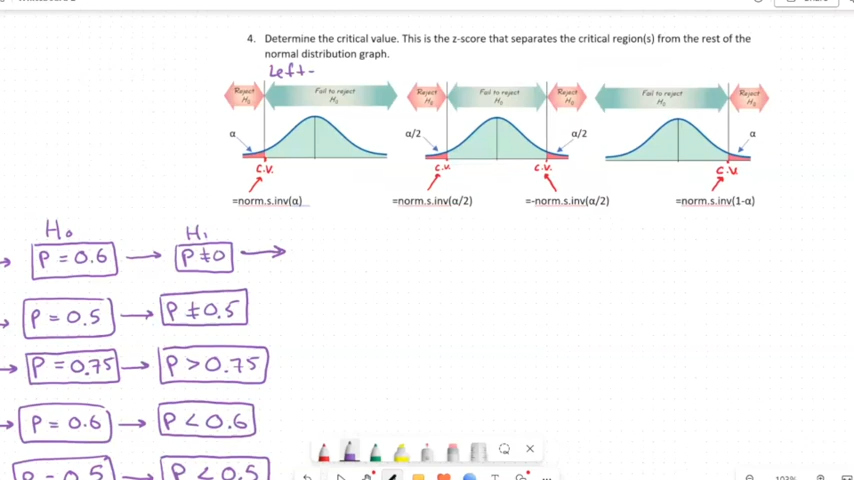 4. Determine the critical value. This is the z-score that separates the critical region(s) from the rest of the
normal distribution graph.
Left-
Reject H₀ Fail to reject H₀ Reject H₀ Fail to reject H₀ Reject H₀ Fail to reject H₀ Reject H₀
α α/2 α/2 α
C.V. C.V. C.V. C.V.
=norm.s.inv(α) =norm.s.inv(α/2) =-norm.s.inv(α/2) =norm.s.inv(1-α)
H₀ H₁
P = 0.6 P ≠0
P = 0.5 P ≠ 0.5
P = 0.75 P > 0.75
P = 0.6 P < 0.6
P = 0.5 P < 0.5